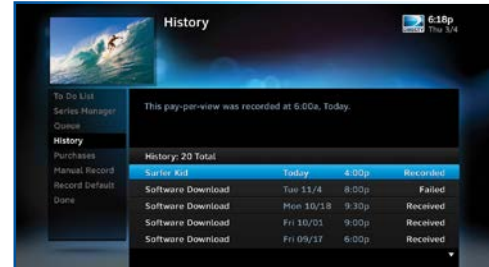 History
6:18p
DIRECTV Thu 3/4
To Do List
Series Manager
Queue
History
Purchases
Manual Record
Record Default
Done
This pay-per-view was recorded at 6:00a, Today.
History: 20 Total
Surfer Kid Today 4:00p Recorded
Software Download Tue 11/4 8:00p Failed
Software Download Mon 10/18 9:30p Received
Software Download Fri 10/01 9:00p Received
Software Download Fri 09/17 6:00p Received